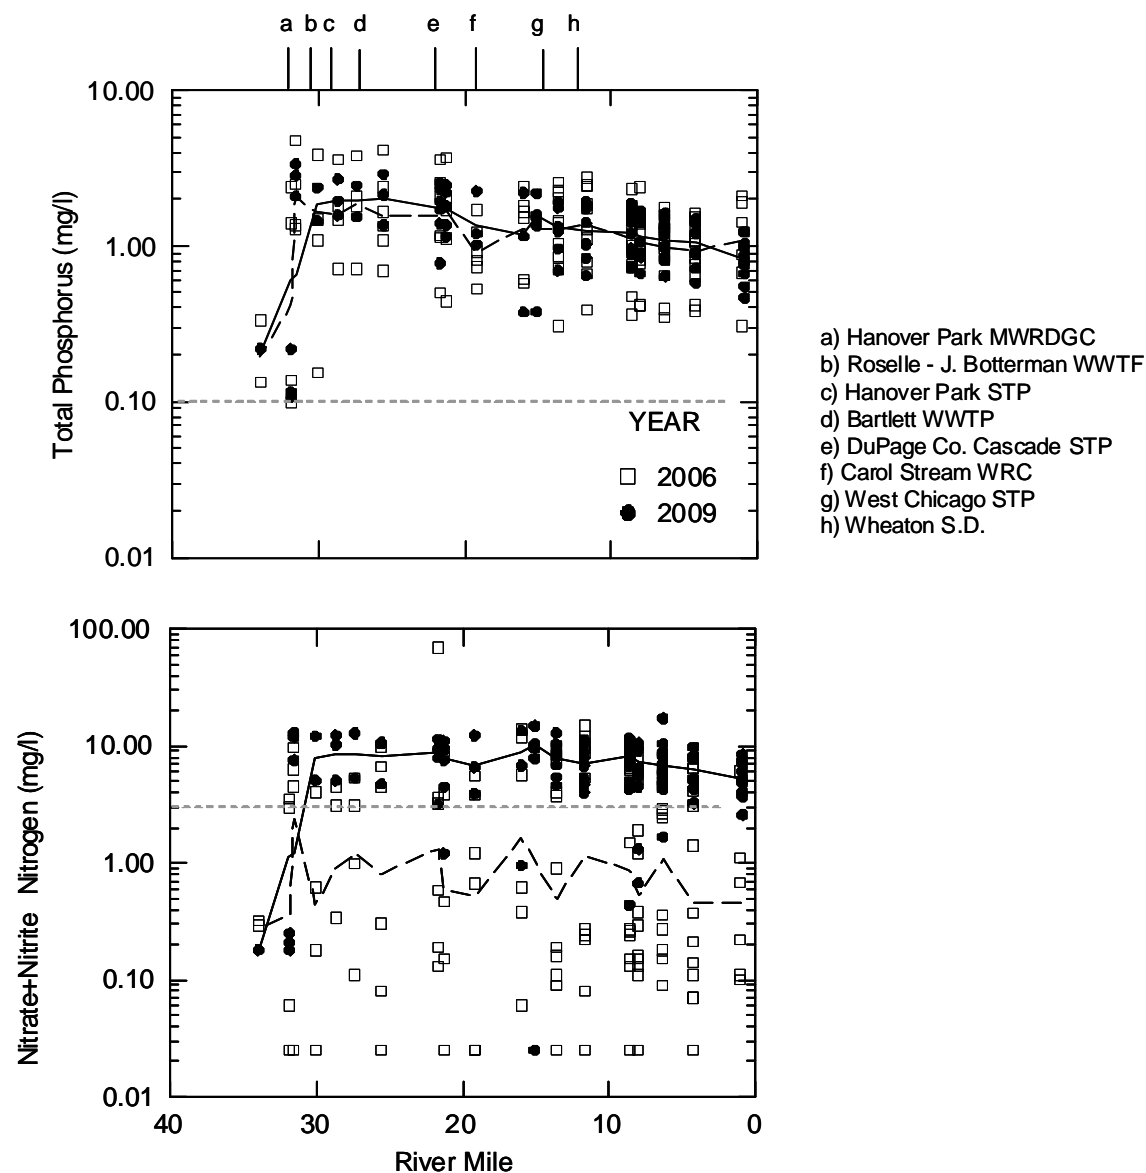 a b c d e f g h
10.00
1.00
0.10
0.01
Total Phosphorus (mg/l)
YEAR
2006
2009
a) Hanover Park MWRDGC
b) Roselle - J. Botterman WWTF
c) Hanover Park STP
d) Bartlett WWTP
e) DuPage Co. Cascade STP
f) Carol Stream WRC
g) West Chicago STP
h) Wheaton S.D.
100.00
10.00
1.00
0.10
0.01
Nitrate+Nitrite Nitrogen (mg/l)
40 30 20 10 0
River Mile